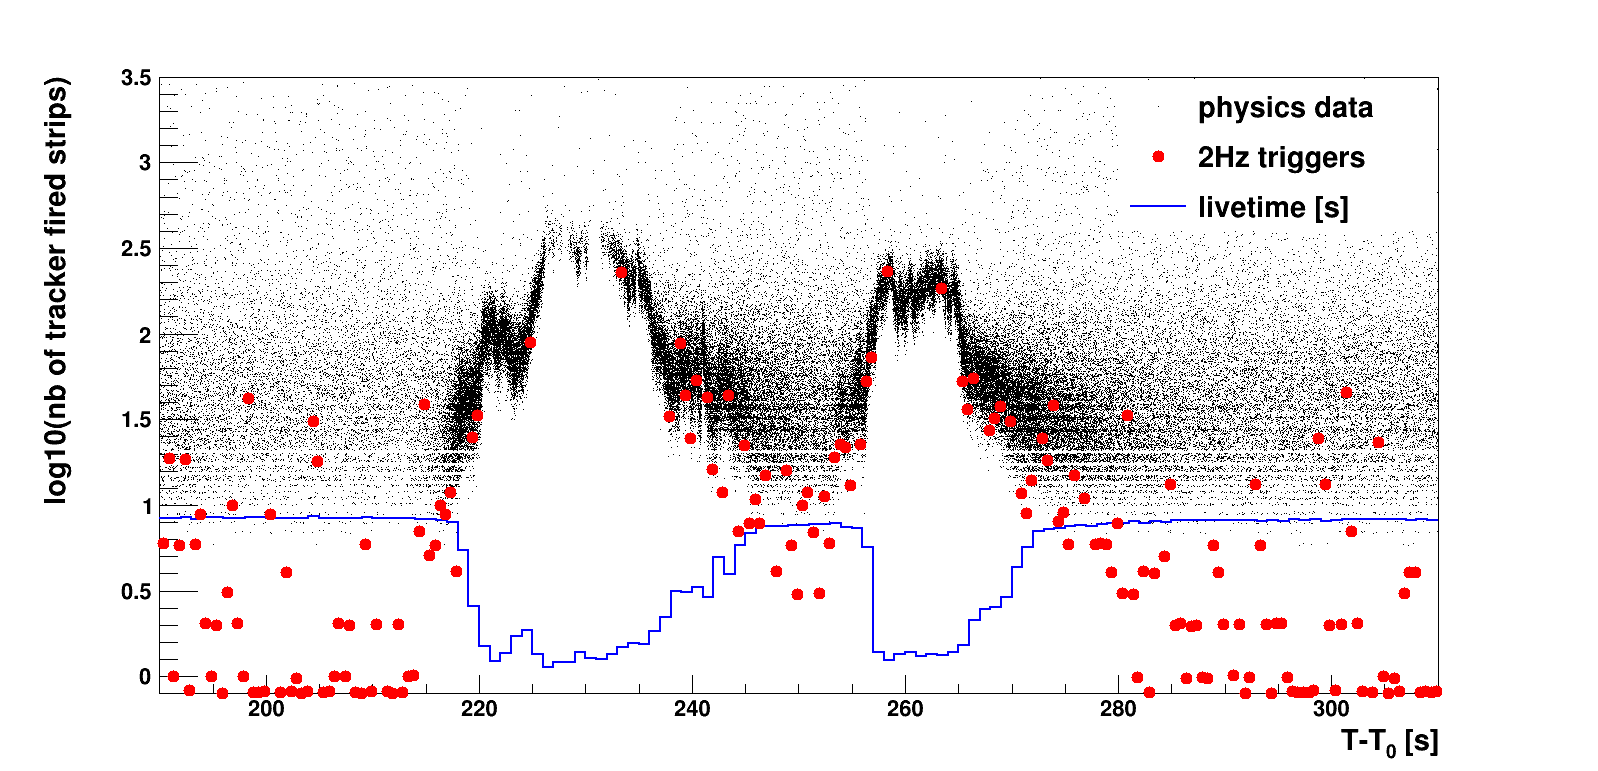 log10(nb of tracker fired strips)
3.5
3
2.5
2
1.5
1
0.5
0
physics data
2Hz triggers
livetime [s]
200 220 240 260 280 300
T-T0 [s]